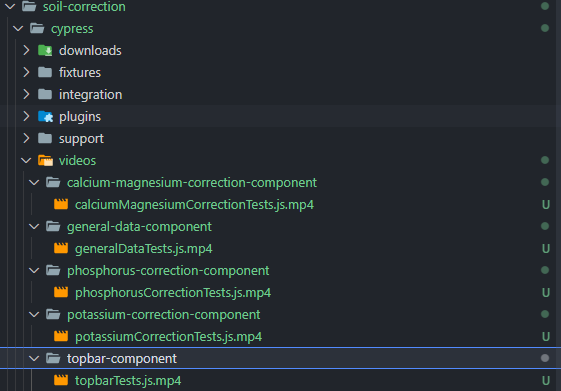 soil-correction
cypress
downloads
fixtures
integration
plugins
support
videos
calcium-magnesium-correction-component
calciumMagnesiumCorrectionTests.js.mp4 U
general-data-component
generalDataTests.js.mp4 U
phosphorus-correction-component
phosphorusCorrectionTests.js.mp4 U
potassium-correction-component
potassiumCorrectionTests.js.mp4 U
topbar-component
topbarTests.js.mp4 U